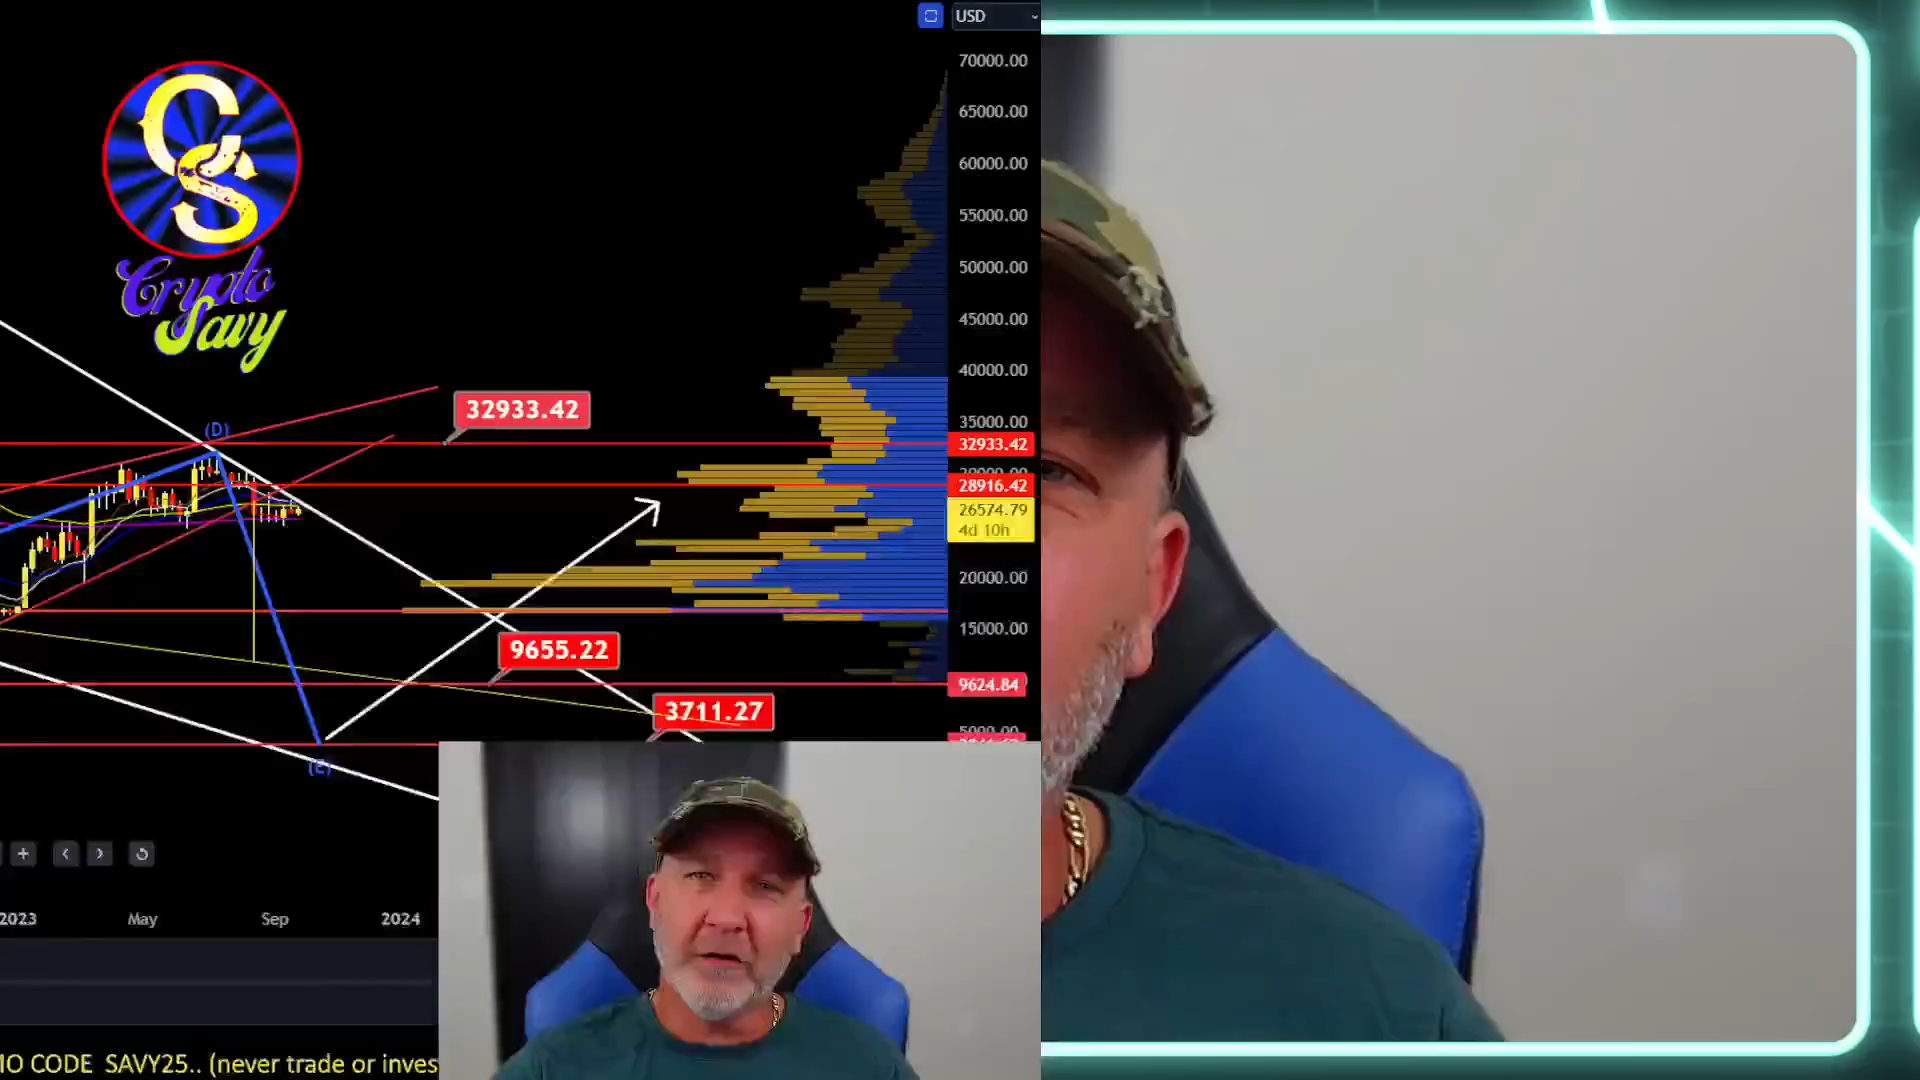 USD
70000.00
65000.00
60000.00
55000.00
50000.00
45000.00
40000.00
35000.00
32933.42
28916.42
26574.79
4d 10h
20000.00
15000.00
9624.84
CS
Crypto
Savy
32933.42
(D)
9655.22
3711.27
(E)
2023 May Sep 2024
MO CODE SAVY25.. (never trade or inves